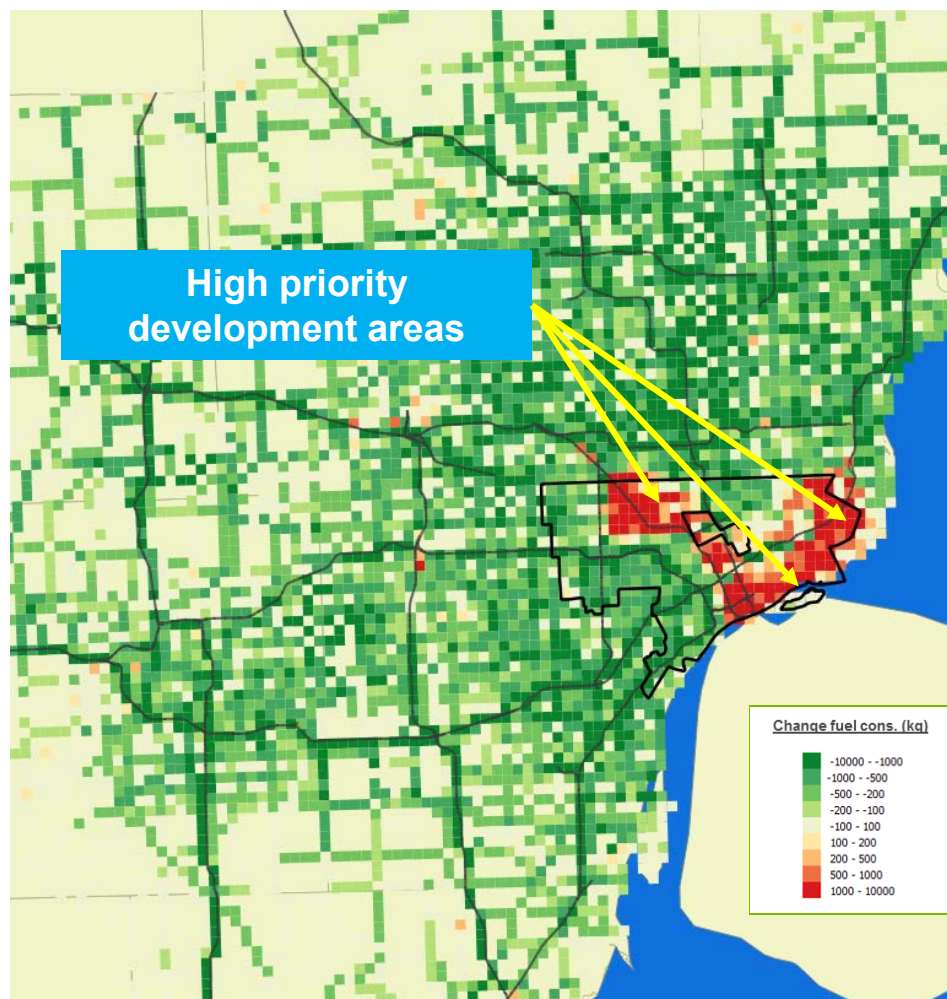 High priority
development areas
Change fuel cons. (kg)
-10000 - -1000
-1000 - -500
-500 - -200
-200 - -100
-100 - 100
100 - 200
200 - 500
500 - 1000
1000 - 10000